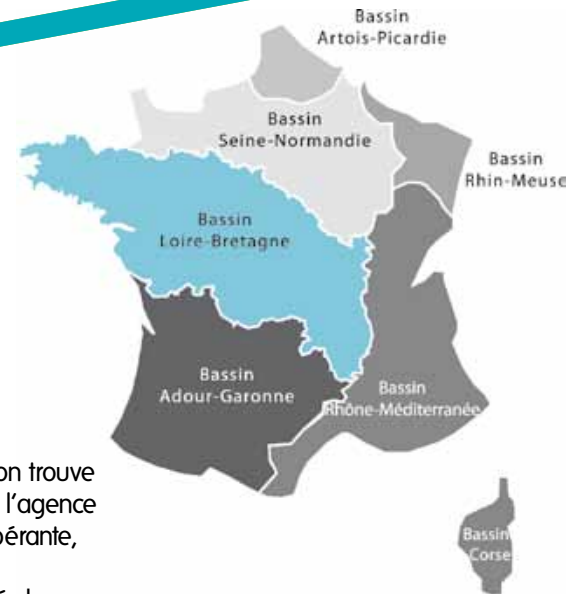 Bassin
Artois-Picardie
Bassin
Seine-Normandie
Bassin
Rhin-Meuse
Bassin
Loire-Bretagne
Bassin
Adour-Garonne
Bassin
Rhône-Méditerranée
on trouve
l'agence
pérante,
Bassin
Corse